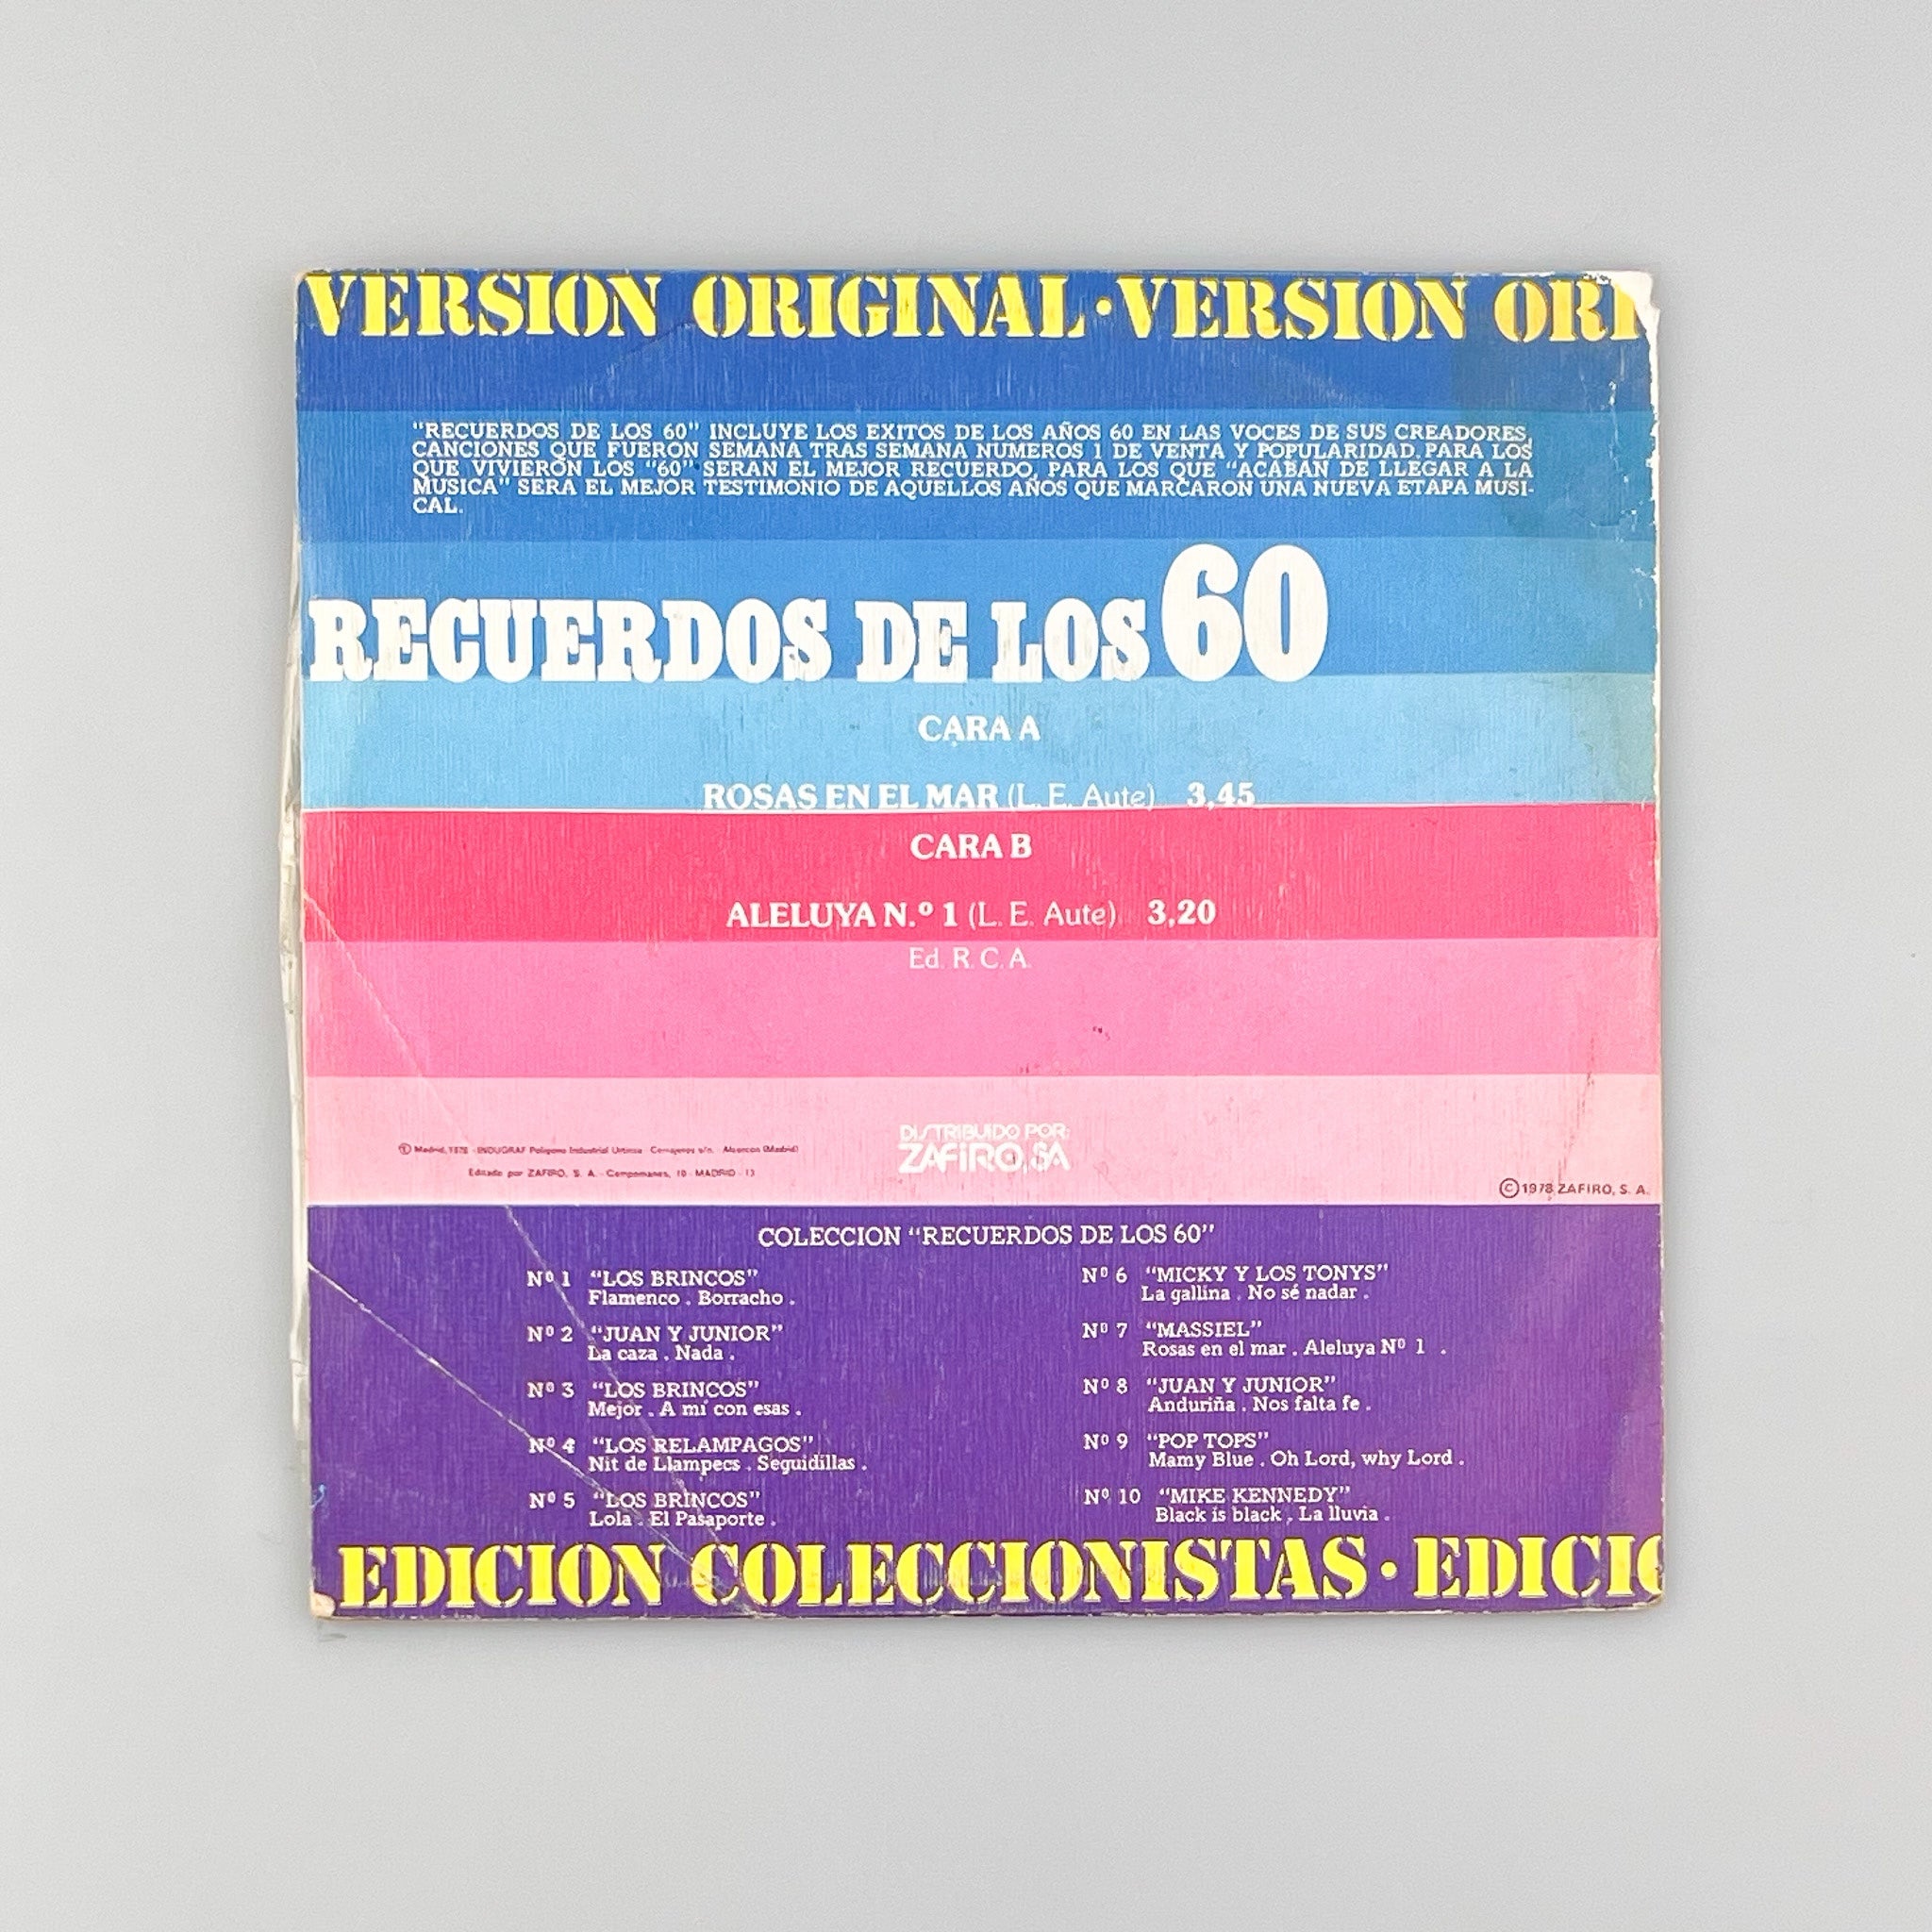 VERSION ORIGINAL·VERSION ORI
"RECUERDOS DE LOS 60" INCLUYE LOS EXITOS DE LOS AÑOS 60 EN LAS VOCES DE SUS CREADORES,
CANCIONES QUE FUERON SEMANA TRAS SEMANA NUMEROS 1 DE VENTA Y POPULARIDAD. PARA LOS
QUE VIVIERON LOS "60" SERAN EL MEJOR RECUERDO, PARA LOS QUE "ACABAN DE LLEGAR A LA
MUSICA" SERA EL MEJOR TESTIMONIO DE AQUELLOS AÑOS QUE MARCARON UNA NUEVA ETAPA MUSI-
CAL.
RECUERDOS DE LOS 60
CARA A
ROSAS EN EL MAR (L. E. Aute) 3,45
CARA B
ALELUYA N.º 1 (L. E. Aute) 3,20
Ed. R. C. A.
DISTRIBUIDO POR:
ZAFIRO, SA
Madrid, 1978 - INDUGRAF Polígono Industrial Urtinsa - s/n. - Alcorcón (Madrid)
Editado por ZAFIRO, S. A. - Campomanes, 10 - MADRID - 13
©1978 ZAFIRO, S. A.
COLECCION "RECUERDOS DE LOS 60"
Nº 1 "LOS BRINCOS"
Flamenco . Borracho .
Nº 2 "JUAN Y JUNIOR"
La caza . Nada .
Nº 3 "LOS BRINCOS"
Mejor . A mí con esas .
Nº 4 "LOS RELAMPAGOS"
Nit de Llampecs . Seguidillas .
Nº 5 "LOS BRINCOS"
Lola . El Pasaporte .
Nº 6 "MICKY Y LOS TONYS"
La gallina . No sé nadar .
Nº 7 "MASSIEL"
Rosas en el mar . Aleluya Nº 1 .
Nº 8 "JUAN Y JUNIOR"
Anduriña . Nos falta fe .
Nº 9 "POP TOPS"
Mamy Blue . Oh Lord, why Lord .
Nº 10 "MIKE KENNEDY"
Black is black . La lluvia .
EDICION COLECCIONISTAS·EDICIO